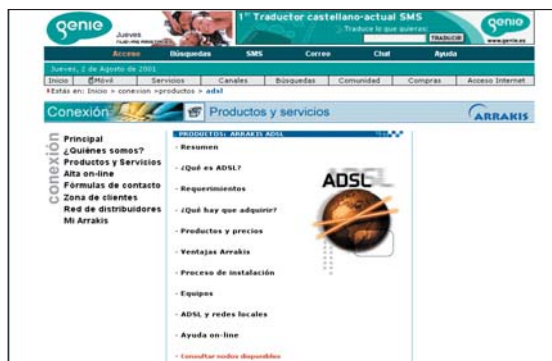 genie
Jueves
1er Traductor castellano-actual SMS
Traduce lo que quieras:
TRADUCIR
genie
www.genie.es
Acceso Búsquedas SMS Correo Chat Ayuda
Jueves, 2 de Agosto de 2001
Inicio Móvil Servicios Canales Búsquedas Comunidad Compras Acceso Internet
Estás en: Inicio > conexion >productos > adsl
Conexión Productos y servicios ARRAKIS
conexión
Principal
¿Quiénes somos?
Productos y Servicios
Alta on-line
Fórmulas de contacto
Zona de clientes
Red de distribuidores
Mi Arrakis
PRODUCTOS: ARRAKIS ADSL
- Resumen
- ¿Qué es ADSL?
- Requerimientos
- ¿Qué hay que adquirir?
- Productos y precios
- Ventajas Arrakis
- Proceso de instalación
- Equipos
- ADSL y redes locales
- Ayuda on-line
- Consultar nodos disponibles
ADSL